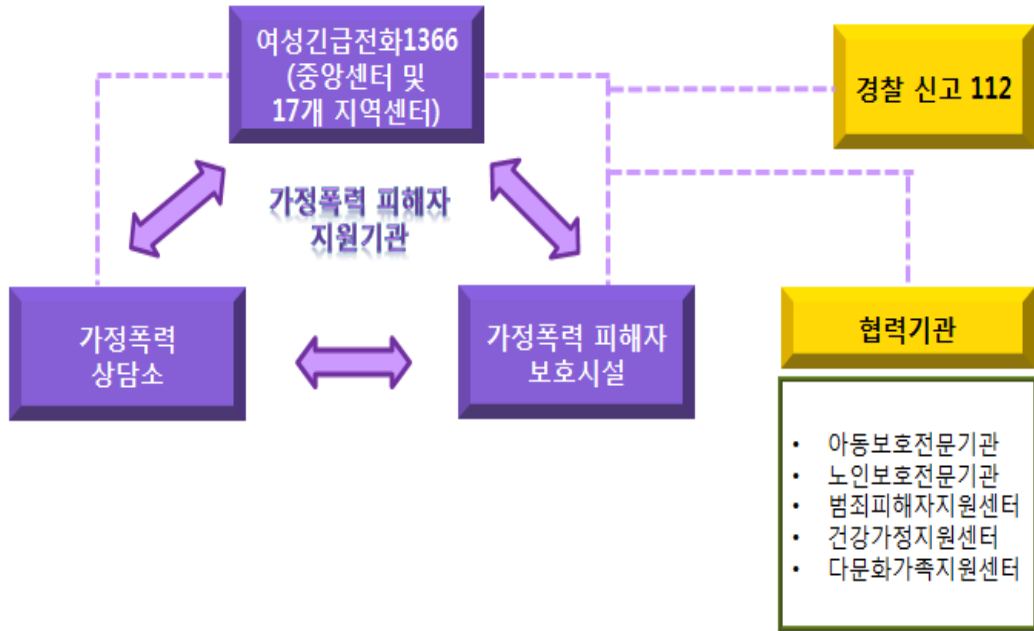 여성긴급전화1366
(중앙센터 및
17개 지역센터)
경찰 신고 112
가정폭력 피해자
지원기관
가정폭력
상담소
가정폭력 피해자
보호시설
협력기관
• 아동보호전문기관
• 노인보호전문기관
• 범죄피해자지원센터
• 건강가정지원센터
• 다문화가족지원센터